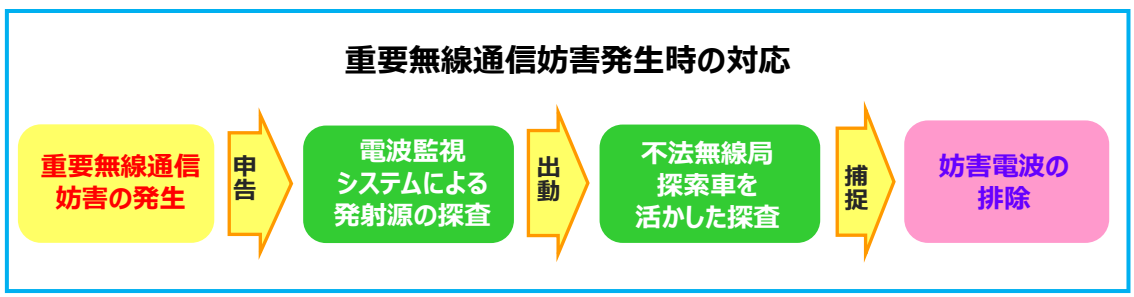 重要無線通信妨害発生時の対応
重要無線通信
妨害の発生
申告
電波監視
システムによる
発射源の探査
出動
不法無線局
探索車を
活かした探査
捕捉
妨害電波の
排除